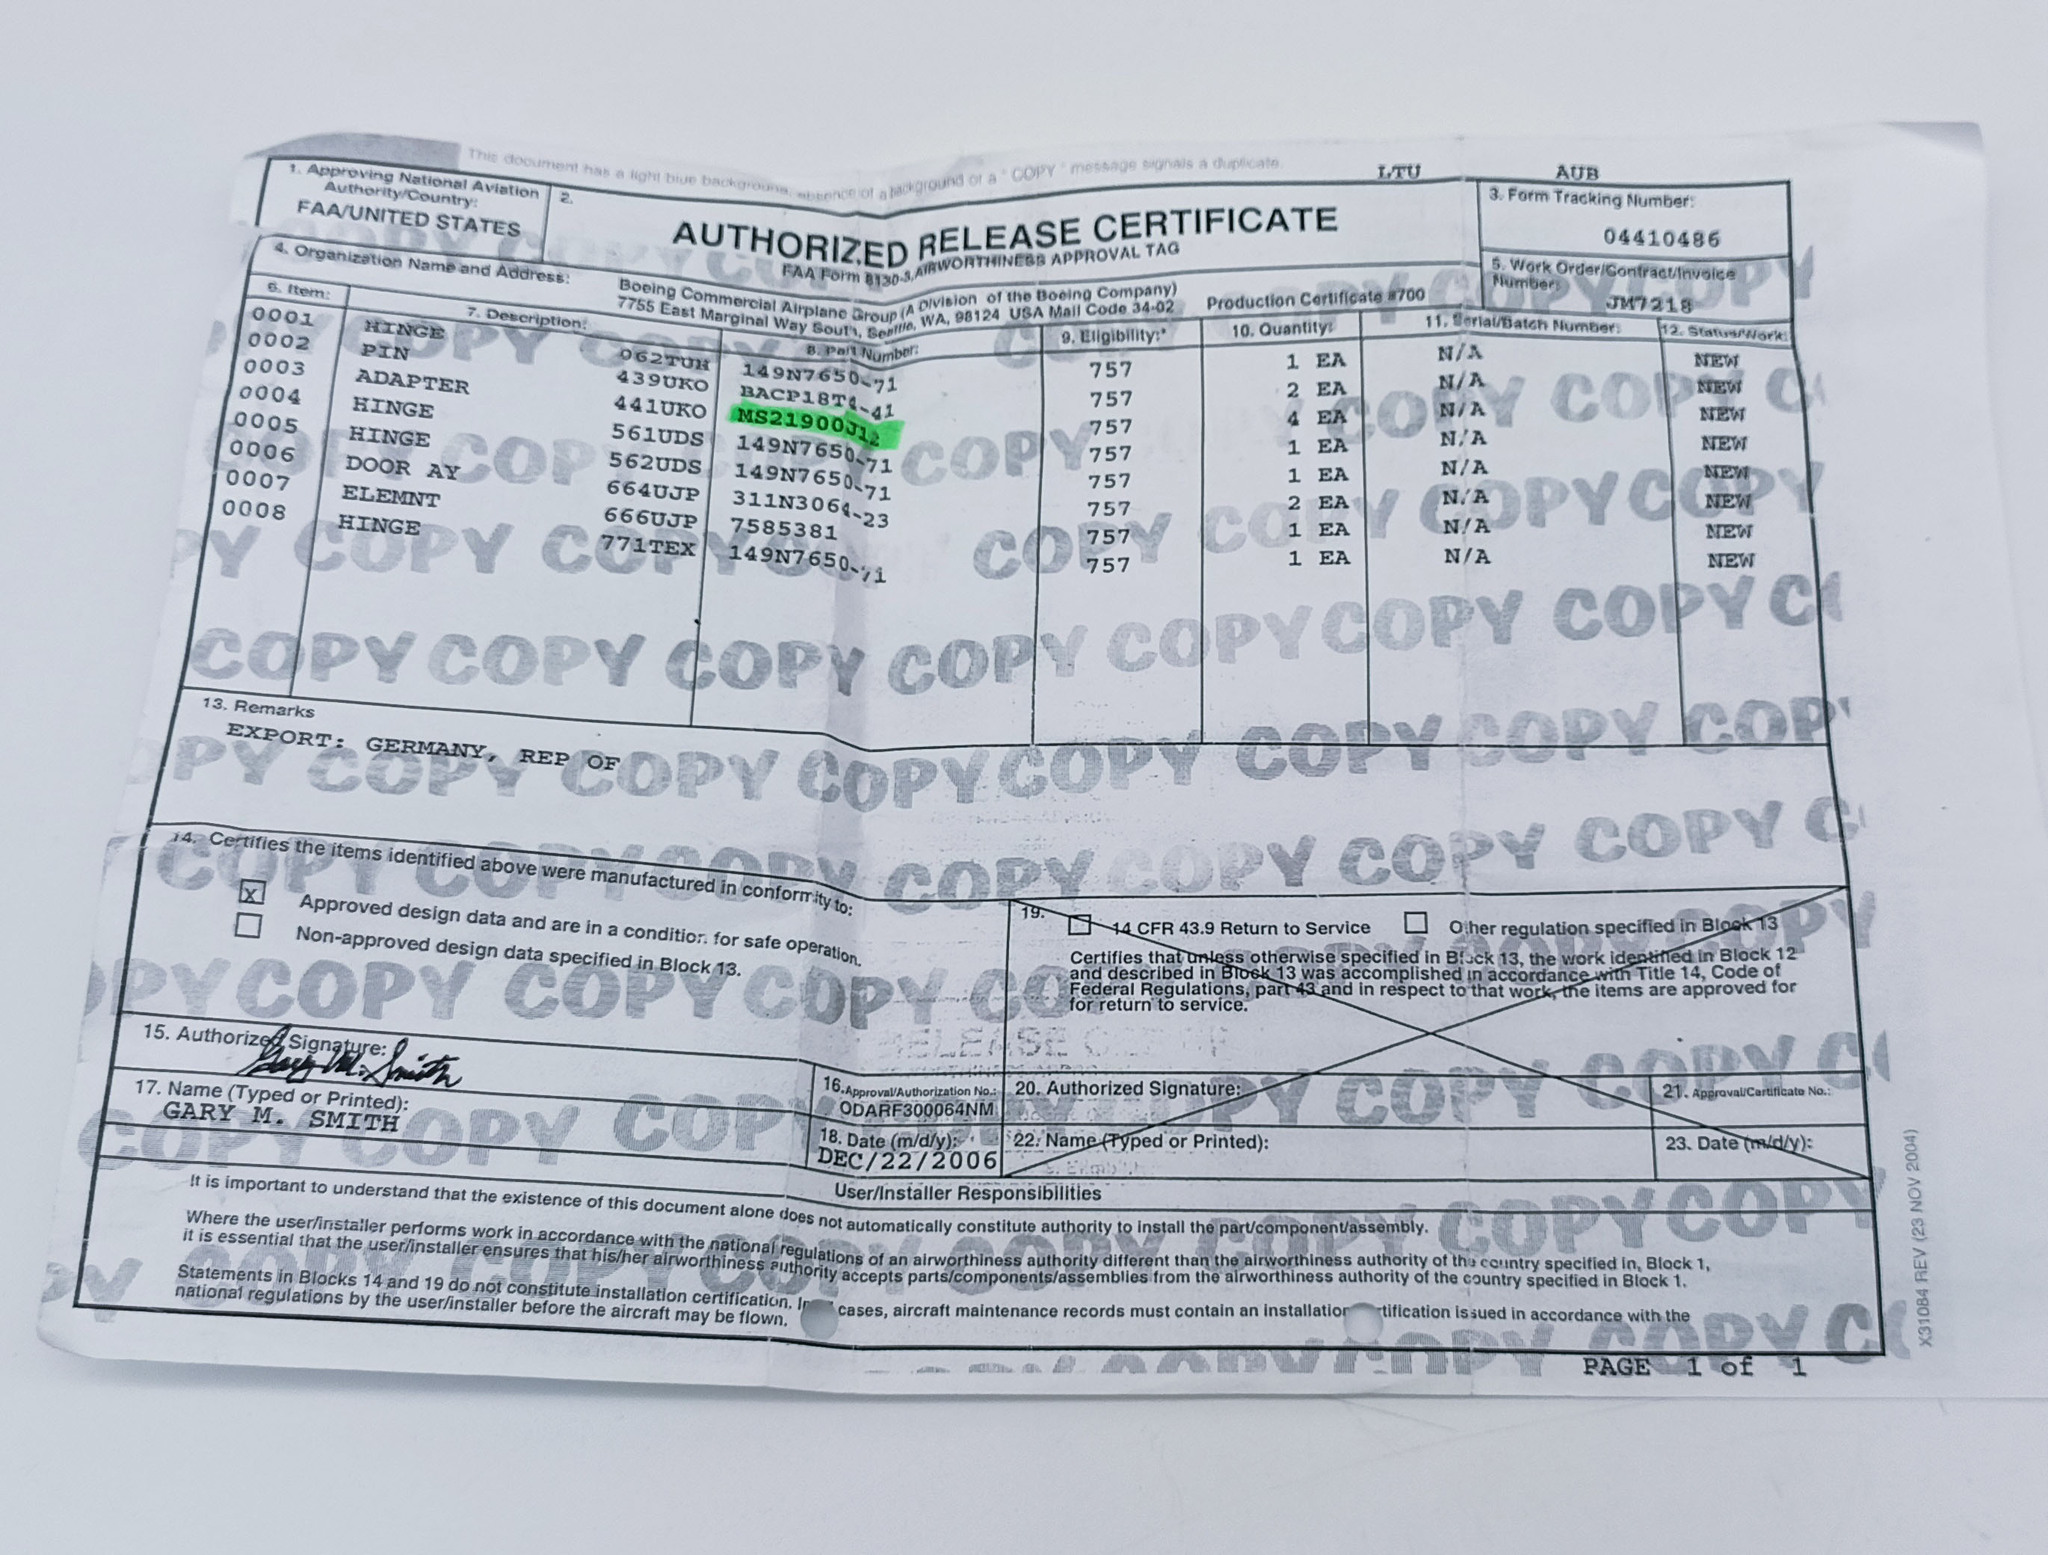 This document has a light blue background, absence of a background or a "COPY" message signals a duplicate.
LTU AUB
1. Approving National Aviation
Authority/Country:
FAA/UNITED STATES
2.
AUTHORIZED RELEASE CERTIFICATE
FAA Form 8130-3, AIRWORTHINESS APPROVAL TAG
3. Form Tracking Number:
04410486
4. Organization Name and Address:
Boeing Commercial Airplane Group (A Division of the Boeing Company)
7755 East Marginal Way South, Seattle, WA, 98124 USA Mail Code 34-02
Production Certificate #700
5. Work Order/Contract/Invoice
Number:
JM7218
6. Item: 7. Description: 8. Part Number: 9. Eligibility:* 10. Quantity: 11. Serial/Batch Number: 12. Status/Work:
0001 HINGE 062TUH 149N7650-71 757 1 EA N/A NEW
0002 PIN 439UKO BACP18T4-41 757 2 EA N/A NEW
0003 ADAPTER 441UKO MS21900J12 757 4 EA N/A NEW
0004 HINGE 561UDS 149N7650-71 757 1 EA N/A NEW
0005 HINGE 562UDS 149N7650-71 757 1 EA N/A NEW
0006 DOOR AY 664UJP 311N3064-23 757 2 EA N/A NEW
0007 ELEMNT 666UJP 7585381 757 1 EA N/A NEW
0008 HINGE 771TEX 149N7650-71 757 1 EA N/A NEW
13. Remarks
EXPORT: GERMANY, REP OF
14. Certifies the items identified above were manufactured in conformity to:
X Approved design data and are in a condition for safe operation.
Non-approved design data specified in Block 13.
19. 14 CFR 43.9 Return to Service Other regulation specified in Block 13
Certifies that unless otherwise specified in Block 13, the work identified in Block 12
and described in Block 13 was accomplished in accordance with Title 14, Code of
Federal Regulations, part 43 and in respect to that work, the items are approved for
for return to service.
15. Authorized Signature:
Gary M. Smith
16. Approval/Authorization No.:
ODARF300064NM
20. Authorized Signature:
21. Approval/Certificate No.:
17. Name (Typed or Printed):
GARY M. SMITH
18. Date (m/d/y):
DEC/22/2006
22. Name (Typed or Printed):
23. Date (m/d/y):
User/Installer Responsibilities
It is important to understand that the existence of this document alone does not automatically constitute authority to install the part/component/assembly.
Where the user/installer performs work in accordance with the national regulations of an airworthiness authority different than the airworthiness authority of the country specified in, Block 1,
it is essential that the user/installer ensures that his/her airworthiness authority accepts parts/components/assemblies from the airworthiness authority of the country specified in Block 1.
Statements in Blocks 14 and 19 do not constitute installation certification. In cases, aircraft maintenance records must contain an installation issued in accordance with the
national regulations by the user/installer before the aircraft may be flown.
X31084 REV (23 NOV 2004)
PAGE 1 of 1